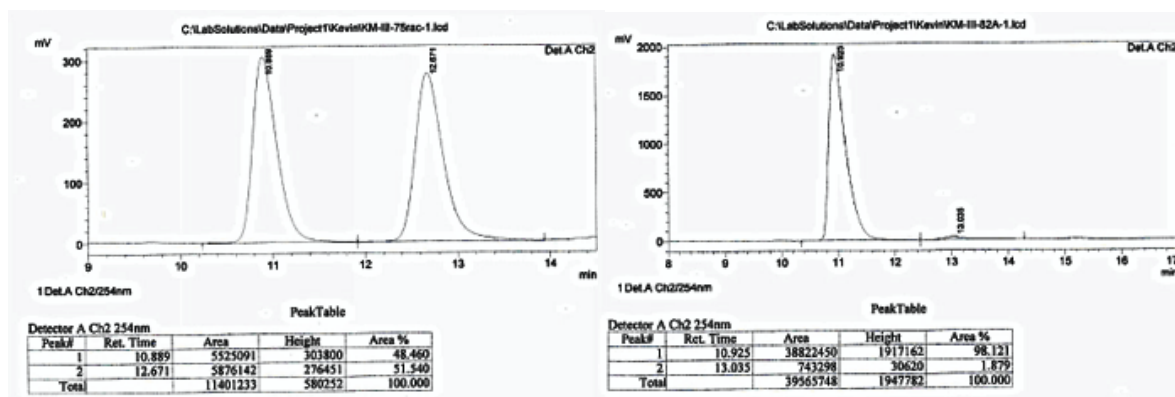 C:\LabSolutions\Data\Project1\Kevin\KM-III-75rac-1.lcd
mV
Det.A Ch2
300
200
100
0
10.889
12.671
9 10 11 12 13 14
min
1 Det.A Ch2/254nm
PeakTable
Detector A Ch2 254nm
Peak# Ret. Time Area Height Area %
1 10.889 5525091 303800 48.460
2 12.671 5876142 276451 51.540
Total 11401233 580252 100.000
C:\LabSolutions\Data\Project1\Kevin\KM-III-82A-1.lcd
mV
Det.A Ch2
2000
1500
1000
500
0
10.925
13.035
8 9 10 11 12 13 14 15 16 17
min
1 Det.A Ch2/254nm
PeakTable
Detector A Ch2 254nm
Peak# Ret. Time Area Height Area %
1 10.925 38822450 1917162 98.121
2 13.035 743298 30620 1.879
Total 39565748 1947782 100.000